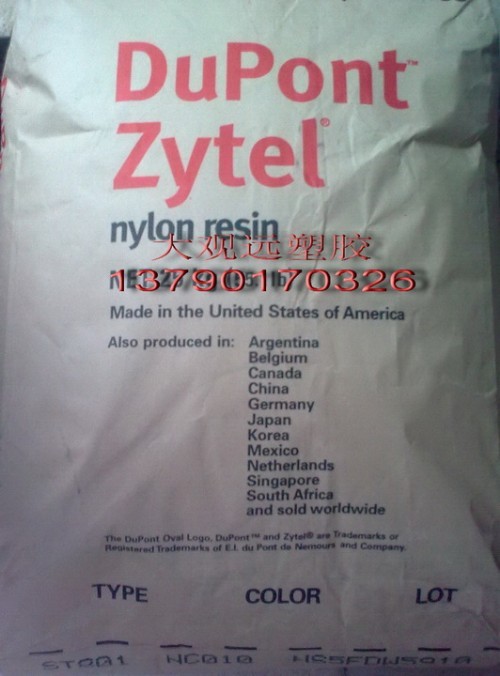 DuPont™
Zytel®
nylon resin
大观远塑胶
13790170326
Made in the United States of America
Also produced in: Argentina
Belgium
Canada
China
Germany
Japan
Korea
Mexico
Netherlands
Singapore
South Africa
and sold worldwide
The DuPont Oval Logo, DuPont™ and Zytel® are Trademarks or
Registered Trademarks of E.I. du Pont de Nemours and Company.
TYPE COLOR LOT
ST001 NC010